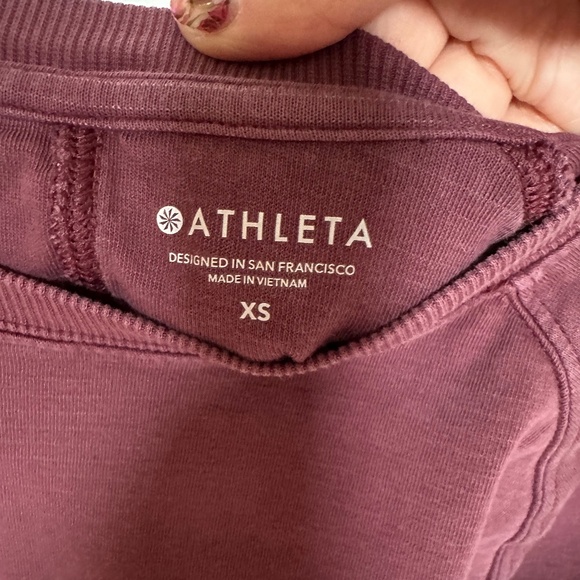 ATHLETA
DESIGNED IN SAN FRANCISCO
MADE IN VIETNAM
XS